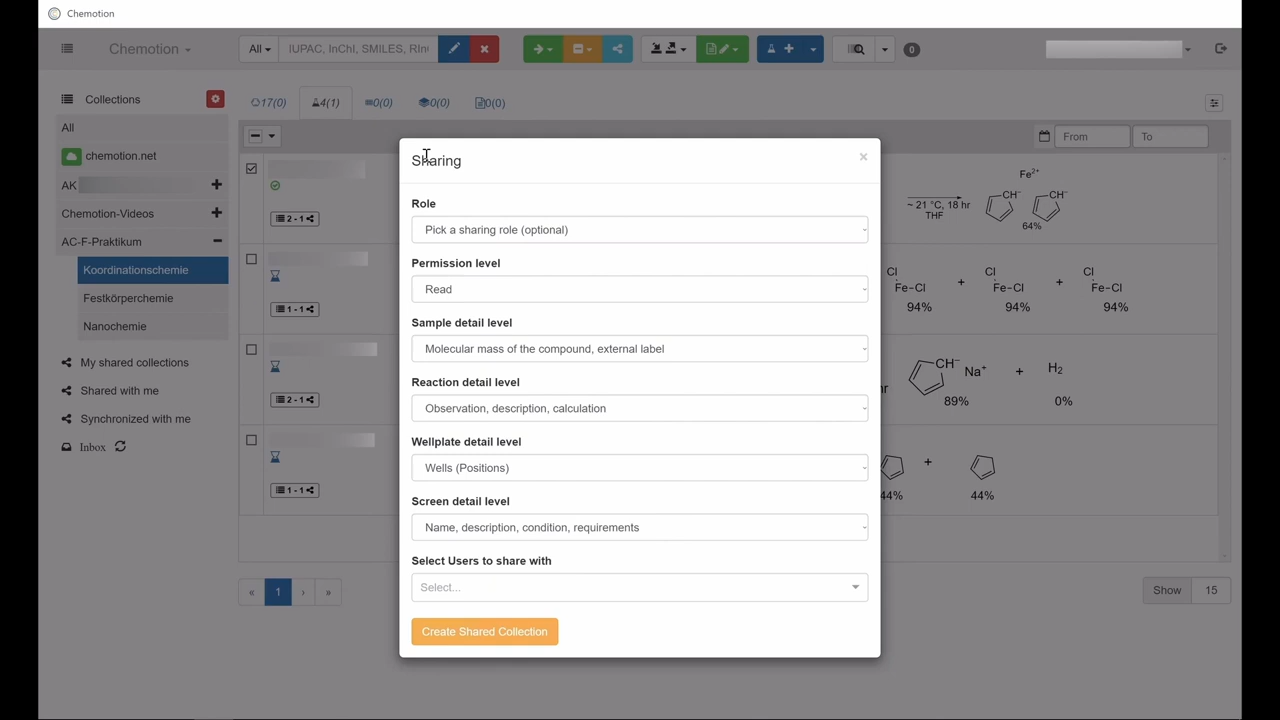 Chemotion
Chemotion
All
IUPAC, InChI, SMILES, RIn
0
Collections
All
chemotion.net
AK
Chemotion-Videos
AC-F-Praktikum
Koordinationschemie
Festkörperchemie
Nanochemie
My shared collections
Shared with me
Synchronized with me
Inbox
17(0)
4(1)
0(0)
0(0)
0(0)
From
To
2 - 1
1 - 1
2 - 1
1 - 1
Sharing
×
Role
Pick a sharing role (optional)
Permission level
Read
Sample detail level
Molecular mass of the compound, external label
Reaction detail level
Observation, description, calculation
Wellplate detail level
Wells (Positions)
Screen detail level
Name, description, condition, requirements
Select Users to share with
Select...
Create Shared Collection
Fe2+
~ 21 °C, 18 hr
THF
CH−
CH−
64%
Cl
Cl
Cl
Fe–Cl
+
Fe–Cl
+
Fe–Cl
94%
94%
94%
hr
CH−
Na+
+
H2
89%
0%
+
44%
44%
«
1
›
»
Show
15